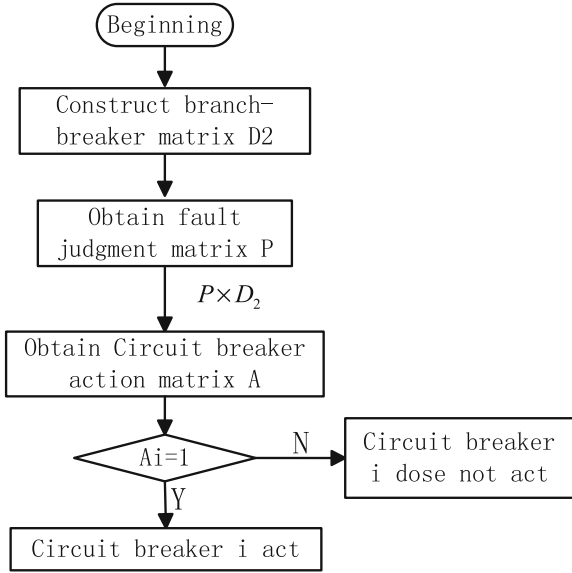 Beginning
Construct branch-
breaker matrix D2
Obtain fault
judgment matrix P
P×D₂
Obtain Circuit breaker
action matrix A
Ai=1
N
Circuit breaker
i dose not act
Y
Circuit breaker i act